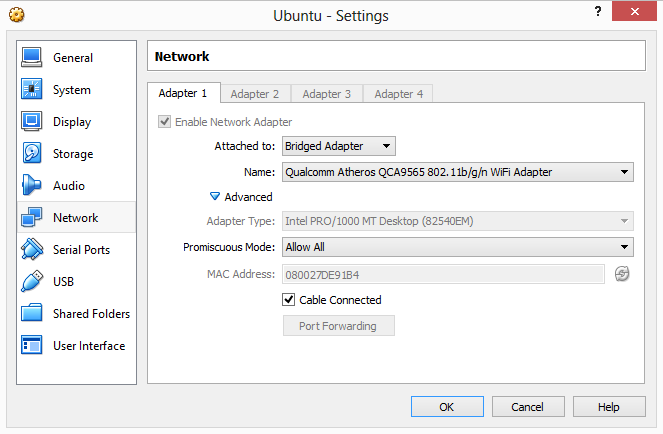 Ubuntu - Settings
?
General
System
Display
Storage
Audio
Network
Serial Ports
USB
Shared Folders
User Interface
Network
Adapter 1 Adapter 2 Adapter 3 Adapter 4
Enable Network Adapter
Attached to: Bridged Adapter
Name: Qualcomm Atheros QCA9565 802.11b/g/n WiFi Adapter
Advanced
Adapter Type: Intel PRO/1000 MT Desktop (82540EM)
Promiscuous Mode: Allow All
MAC Address: 080027DE91B4
Cable Connected
Port Forwarding
OK Cancel Help